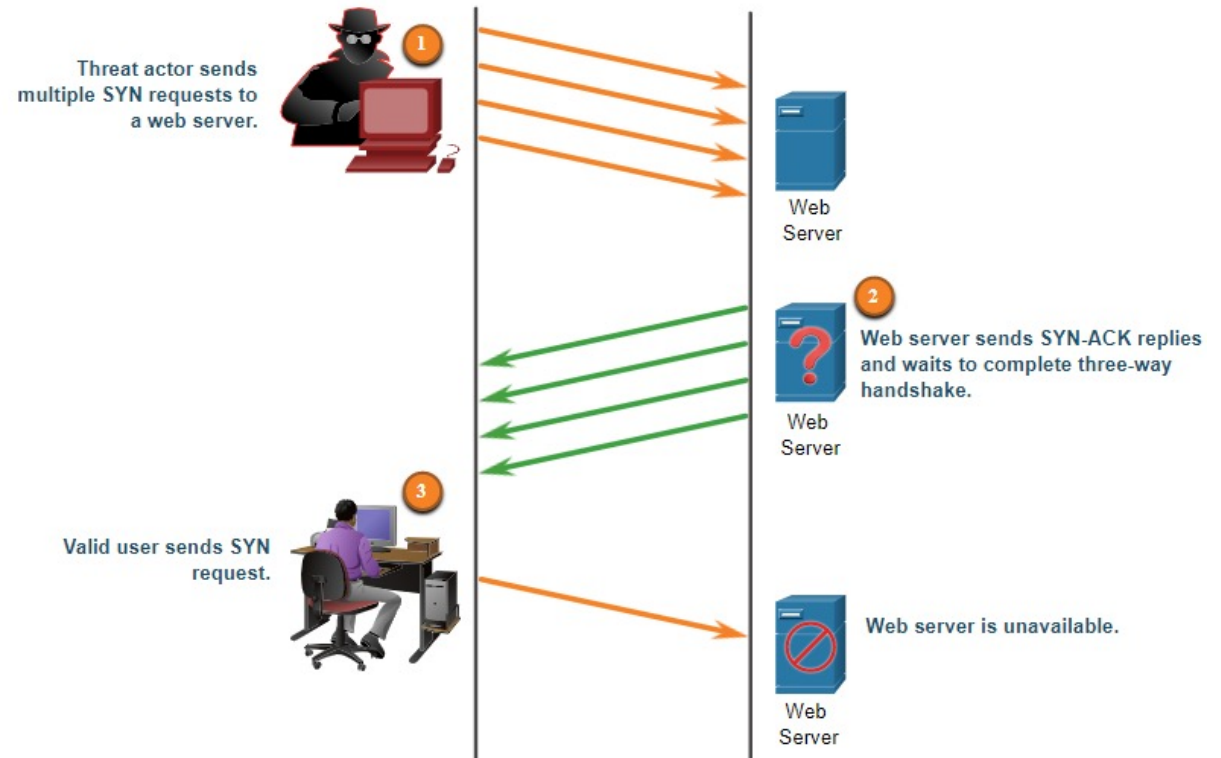 1
Threat actor sends
multiple SYN requests to
a web server.
Web
Server
2
Web server sends SYN-ACK replies
and waits to complete three-way
handshake.
Web
Server
3
Valid user sends SYN
request.
Web server is unavailable.
Web
Server